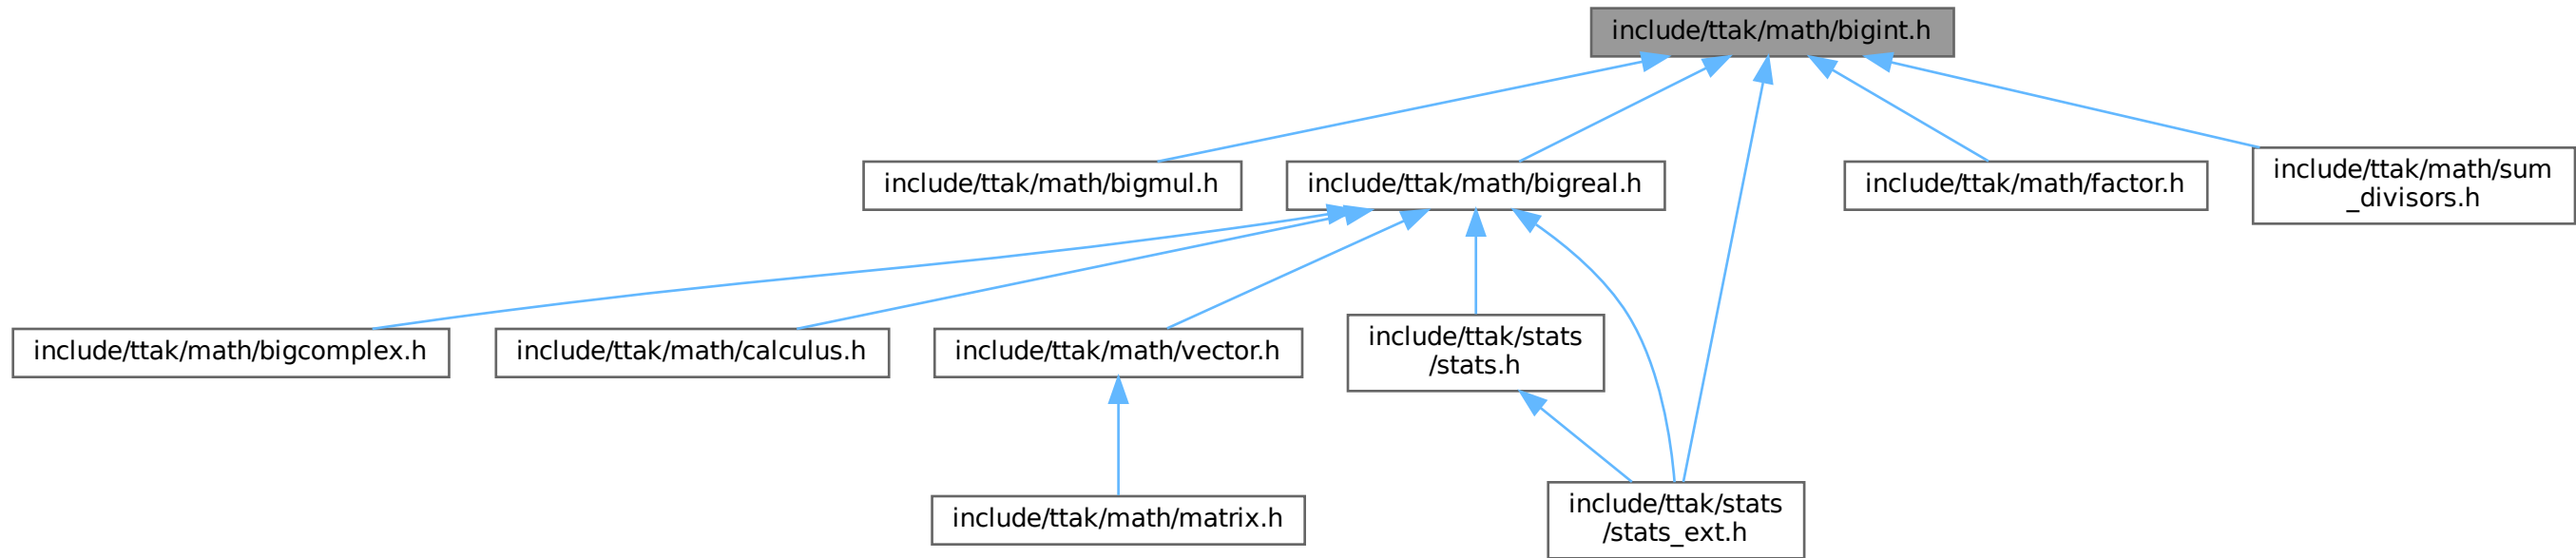 include/ttak/math/bigint.h
include/ttak/math/bigmul.h
include/ttak/math/bigreal.h
include/ttak/math/factor.h
include/ttak/math/sum
_divisors.h
include/ttak/math/bigcomplex.h
include/ttak/math/calculus.h
include/ttak/math/vector.h
include/ttak/stats
/stats.h
include/ttak/math/matrix.h
include/ttak/stats
/stats_ext.h